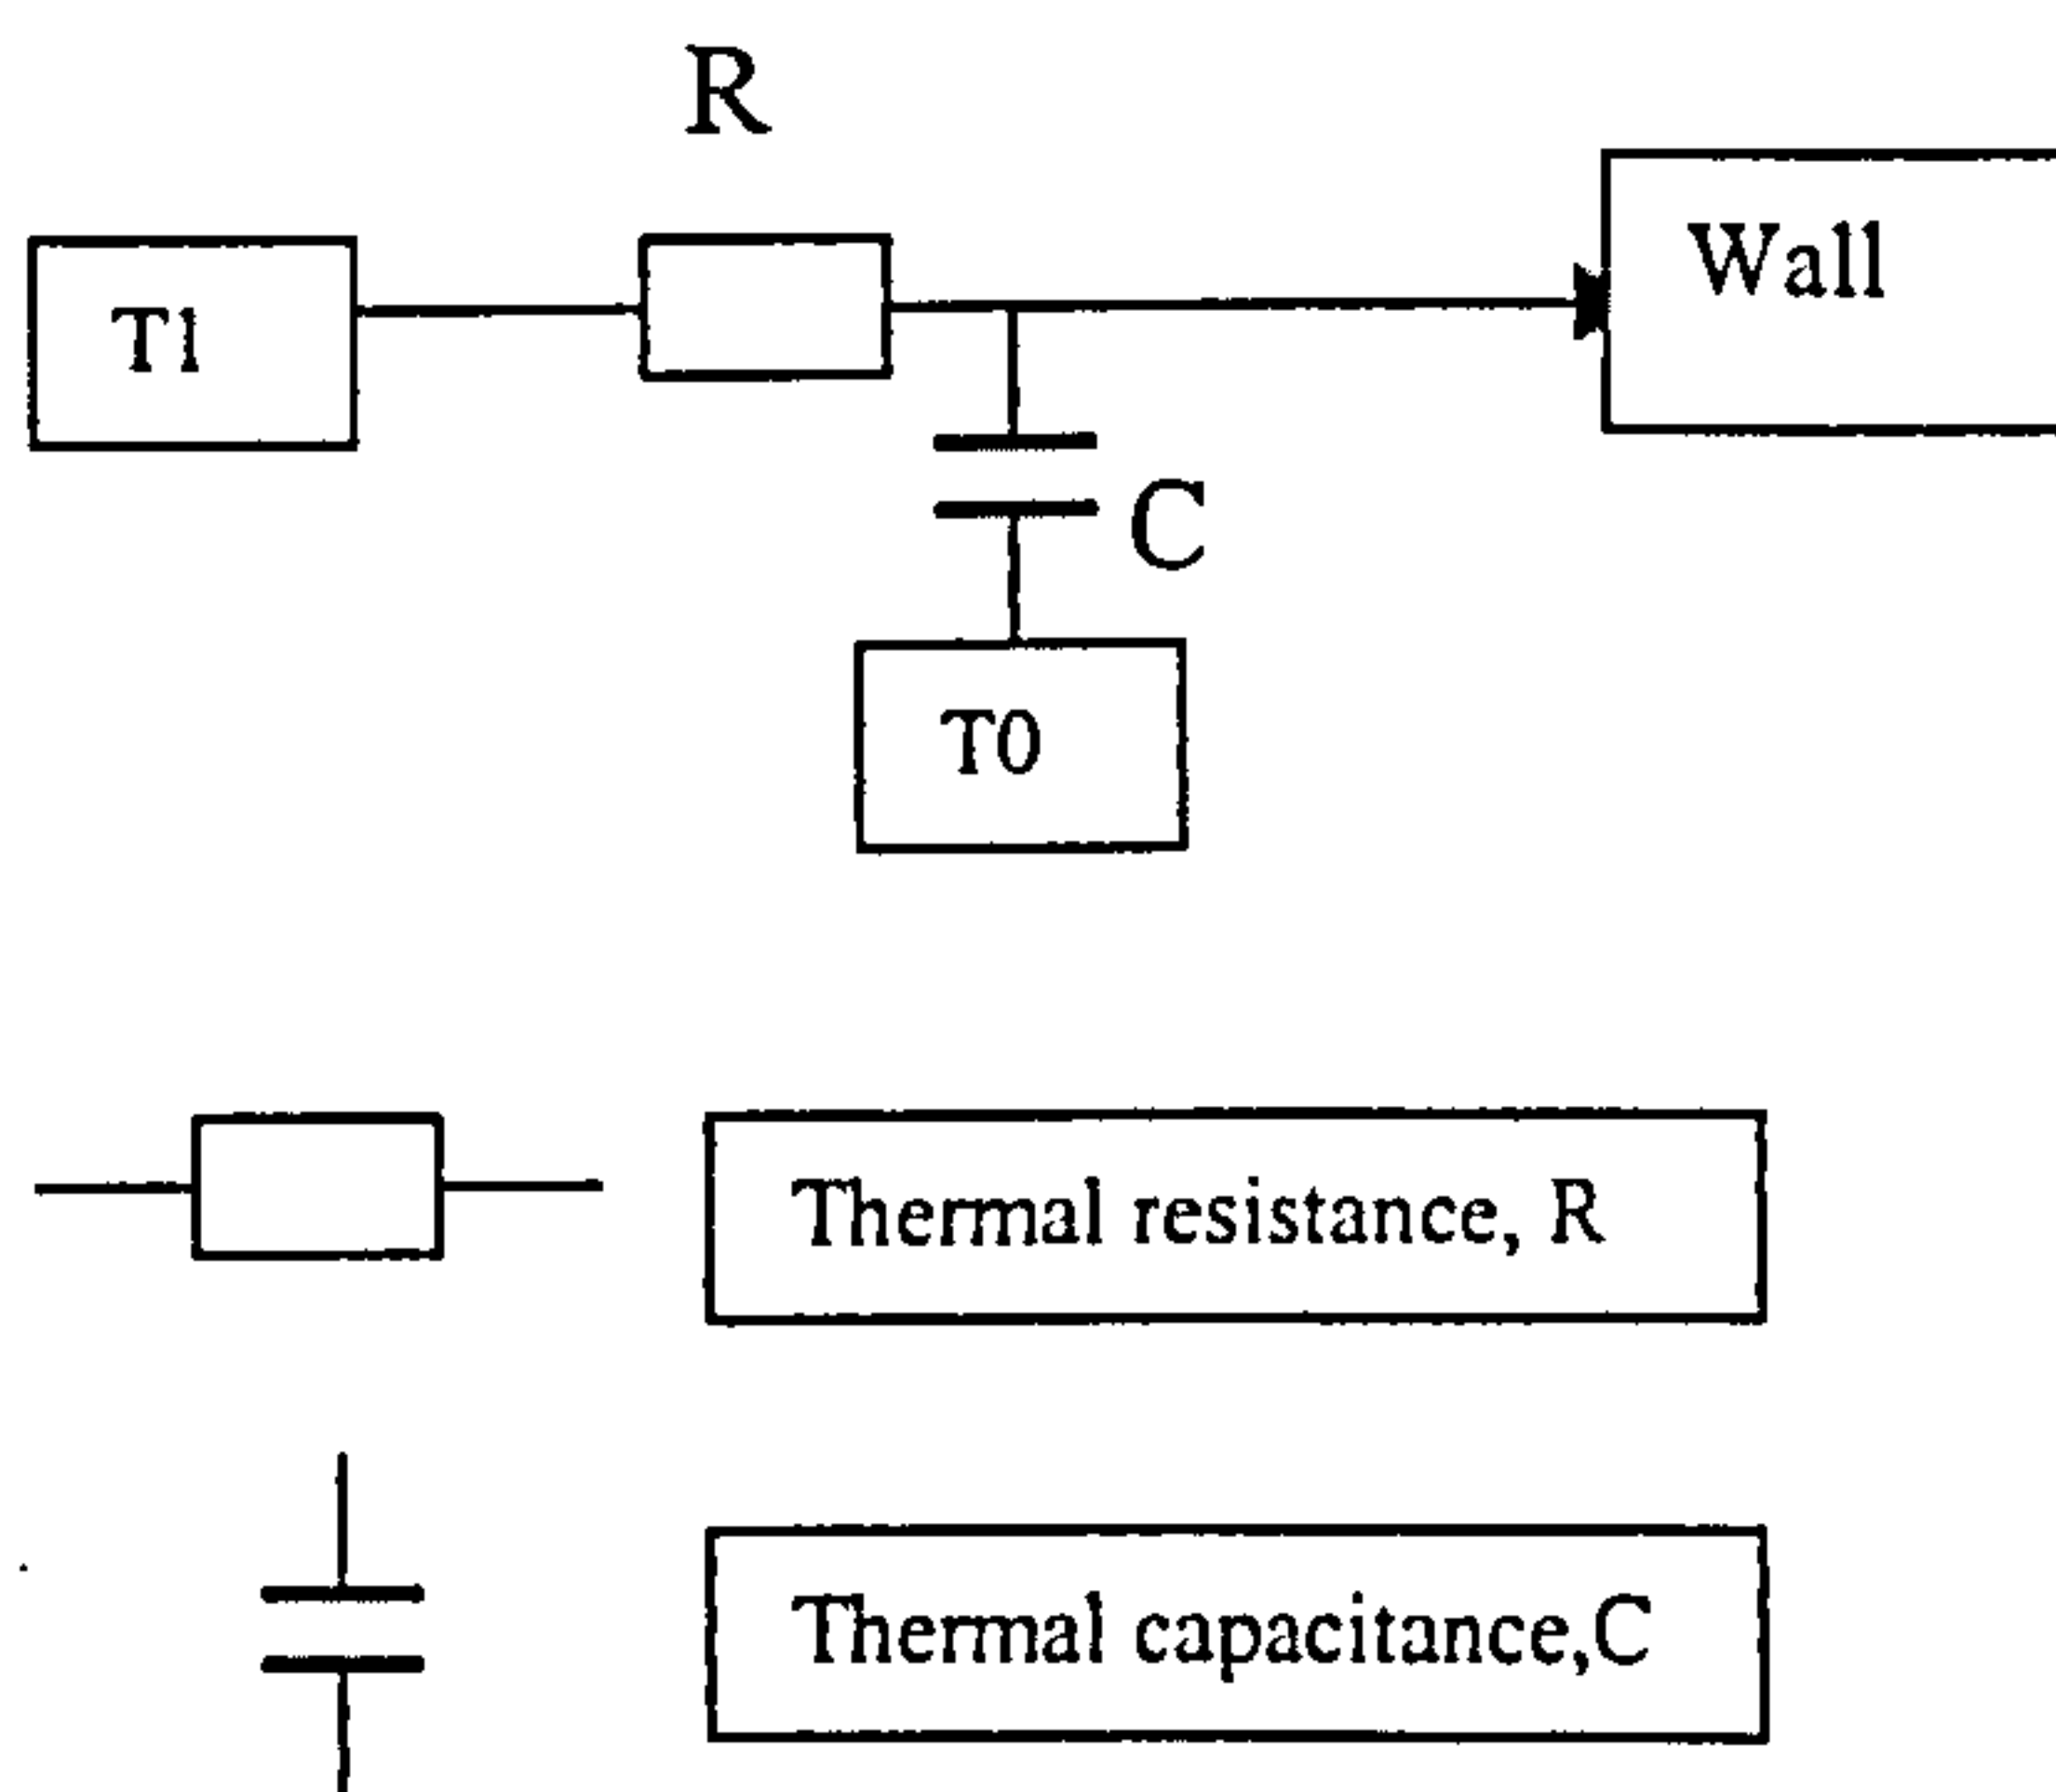 R
T1
Wall
C
T0
Thermal resistance, R
Thermal capacitance,C